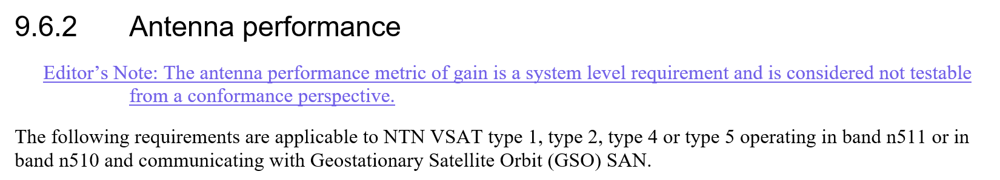 9.6.2 Antenna performance
Editor’s Note: The antenna performance metric of gain is a system level requirement and is considered not testable
from a conformance perspective.
The following requirements are applicable to NTN VSAT type 1, type 2, type 4 or type 5 operating in band n511 or in
band n510 and communicating with Geostationary Satellite Orbit (GSO) SAN.